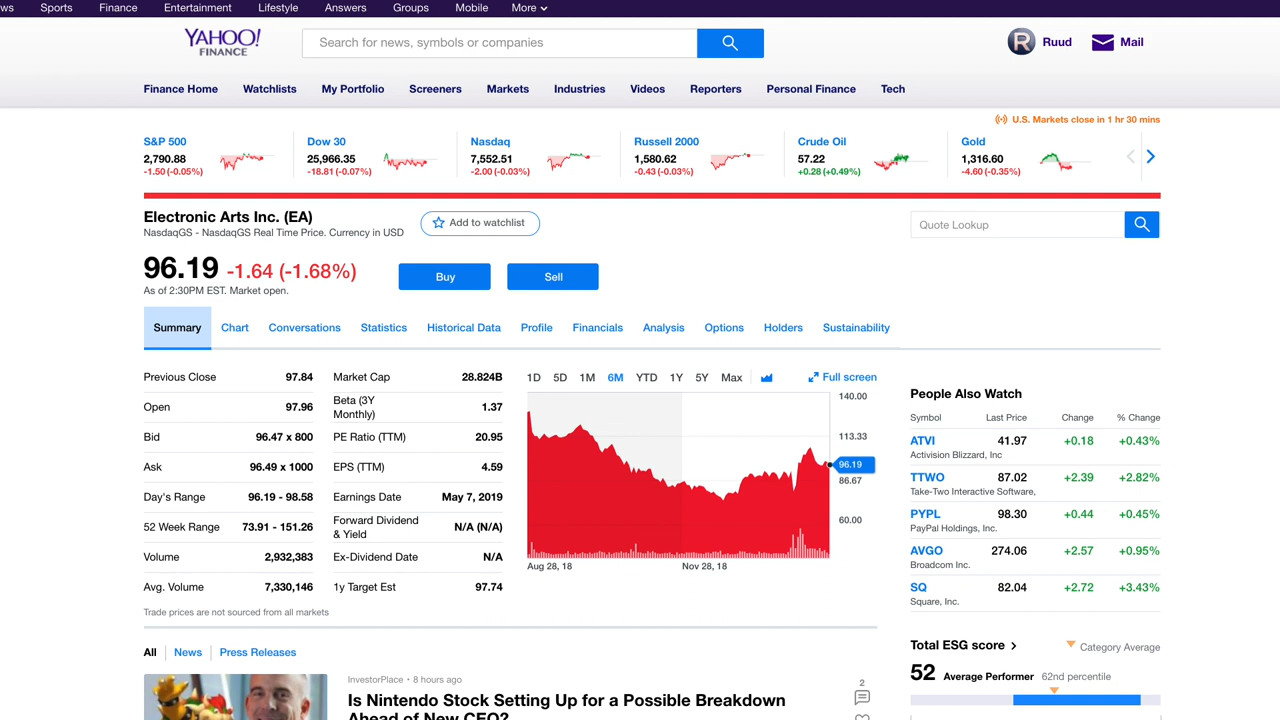 ws Sports Finance Entertainment Lifestyle Answers Groups Mobile More
YAHOO!
FINANCE
Search for news, symbols or companies
R Ruud Mail
Finance Home Watchlists My Portfolio Screeners Markets Industries Videos Reporters Personal Finance Tech
U.S. Markets close in 1 hr 30 mins
S&P 500 Dow 30 Nasdaq Russell 2000 Crude Oil Gold
2,790.88 25,966.35 7,552.51 1,580.62 57.22 1,316.60
-1.50 (-0.05%) -18.81 (-0.07%) -2.00 (-0.03%) -0.43 (-0.03%) +0.28 (+0.49%) -4.60 (-0.35%)
Electronic Arts Inc. (EA)
NasdaqGS - NasdaqGS Real Time Price. Currency in USD
Add to watchlist
Quote Lookup
96.19 -1.64 (-1.68%)
As of 2:30PM EST. Market open.
Buy Sell
Summary Chart Conversations Statistics Historical Data Profile Financials Analysis Options Holders Sustainability
Previous Close 97.84
Open 97.96
Bid 96.47 x 800
Ask 96.49 x 1000
Day's Range 96.19 - 98.58
52 Week Range 73.91 - 151.26
Volume 2,932,383
Avg. Volume 7,330,146
Market Cap 28.824B
Beta (3Y
Monthly) 1.37
PE Ratio (TTM) 20.95
EPS (TTM) 4.59
Earnings Date May 7, 2019
Forward Dividend
& Yield N/A (N/A)
Ex-Dividend Date N/A
1y Target Est 97.74
Trade prices are not sourced from all markets
1D 5D 1M 6M YTD 1Y 5Y Max Full screen
140.00
113.33
96.19
86.67
60.00
Aug 28, 18 Nov 28, 18
People Also Watch
Symbol Last Price Change % Change
ATVI 41.97 +0.18 +0.43%
Activision Blizzard, Inc
TTWO 87.02 +2.39 +2.82%
Take-Two Interactive Software,
PYPL 98.30 +0.44 +0.45%
PayPal Holdings, Inc.
AVGO 274.06 +2.57 +0.95%
Broadcom Inc.
SQ 82.04 +2.72 +3.43%
Square, Inc.
Total ESG score Category Average
52 Average Performer 62nd percentile
All News Press Releases
InvestorPlace • 8 hours ago
Is Nintendo Stock Setting Up for a Possible Breakdown
Ahead of New CEO?
2